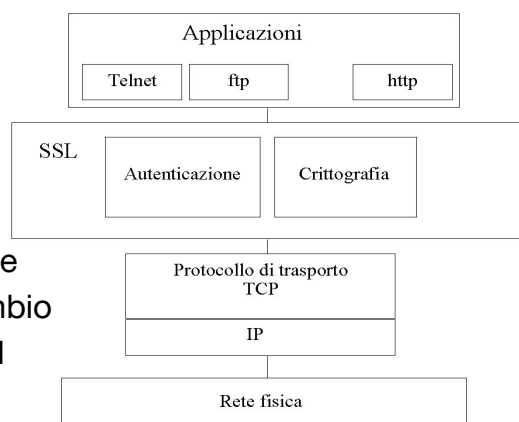 Applicazioni
Telnet ftp http
SSL
Autenticazione Crittografia
Protocollo di trasporto
TCP
IP
Rete fisica